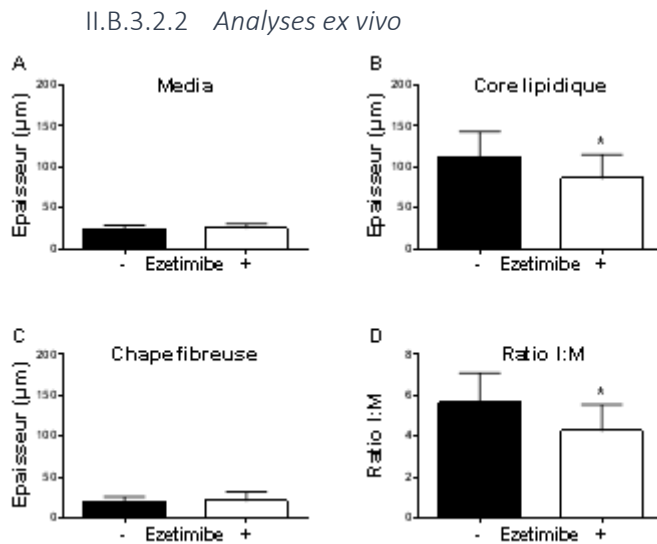 II.B.3.2.2 Analyses ex vivo
A
Media
Epaisseur (µm)
200
150
100
50
0
- Ezetimibe +
B
Core lipidique
Epaisseur (µm)
200
150
100
50
0
*
- Ezetimibe +
C
Chape fibreuse
Epaisseur (µm)
200
150
100
50
0
- Ezetimibe +
D
Ratio I:M
Ratio I:M
8
6
4
2
0
*
- Ezetimibe +